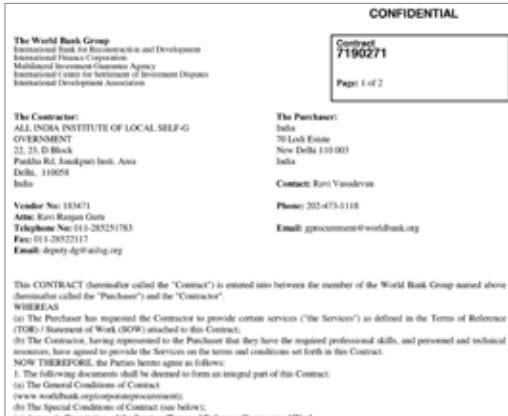 CONFIDENTIAL
The World Bank Group
International Bank for Reconstruction and Development
International Finance Corporation
Multilateral Investment Guarantee Agency
International Centre for Settlement of Investment Disputes
International Development Association
Contract
7190271
Page: 1 of 2
The Contractor:
ALL INDIA INSTITUTE OF LOCAL SELF-G
OVERNMENT
22, 23, D Block
Pankha Rd, Janakpuri Insti. Area
Delhi, 110058
India
Vendor No: 183471
Attn: Ravi Ranjan Guru
Telephone No: 011-285251783
Fax: 011-28522117
Email: deputy.dg@aiilsg.org
The Purchaser:
India
70 Lodi Estate
New Delhi 110 003
India
Contact: Ravi Vasudevan
Phone: 202-473-1118
Email: gprocurement@worldbank.org
This CONTRACT (hereinafter called the "Contract") is entered into between the member of the World Bank Group named above
(hereinafter called the "Purchaser") and the "Contractor".
WHEREAS
(a) The Purchaser has requested the Contractor to provide certain services ("the Services") as defined in the Terms of Reference
(TOR) / Statement of Work (SOW) attached to this Contract;
(b) The Contractor, having represented to the Purchaser that they have the required professional skills, and personnel and technical
resources, have agreed to provide the Services on the terms and conditions set forth in this Contract.
NOW THEREFORE, the Parties hereto agree as follows:
1. The following documents shall be deemed to form an integral part of this Contract:
(a) The General Conditions of Contract
(www.worldbank.org/corporateprocurement);
(b) The Special Conditions of Contract (see below);